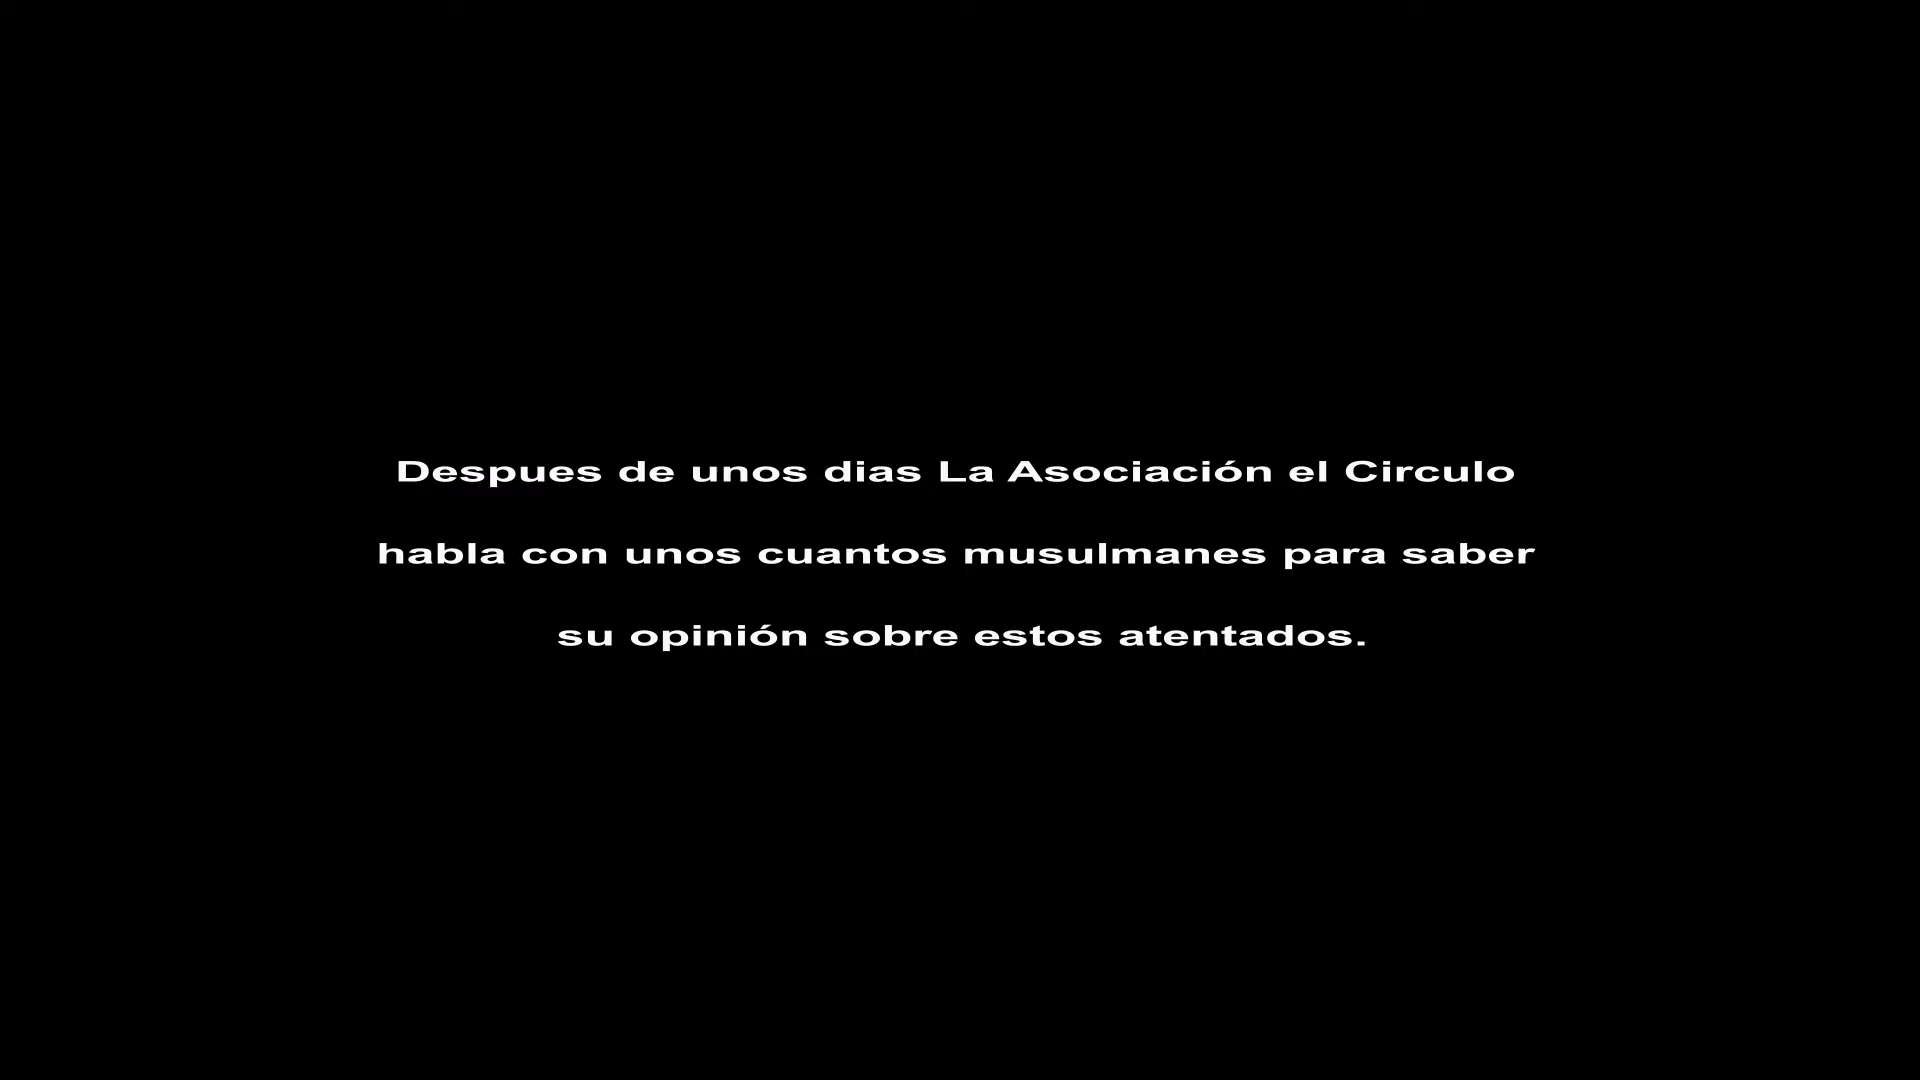 Despues de unos dias La Asociación el Circulo
habla con unos cuantos musulmanes para saber
su opinión sobre estos atentados.